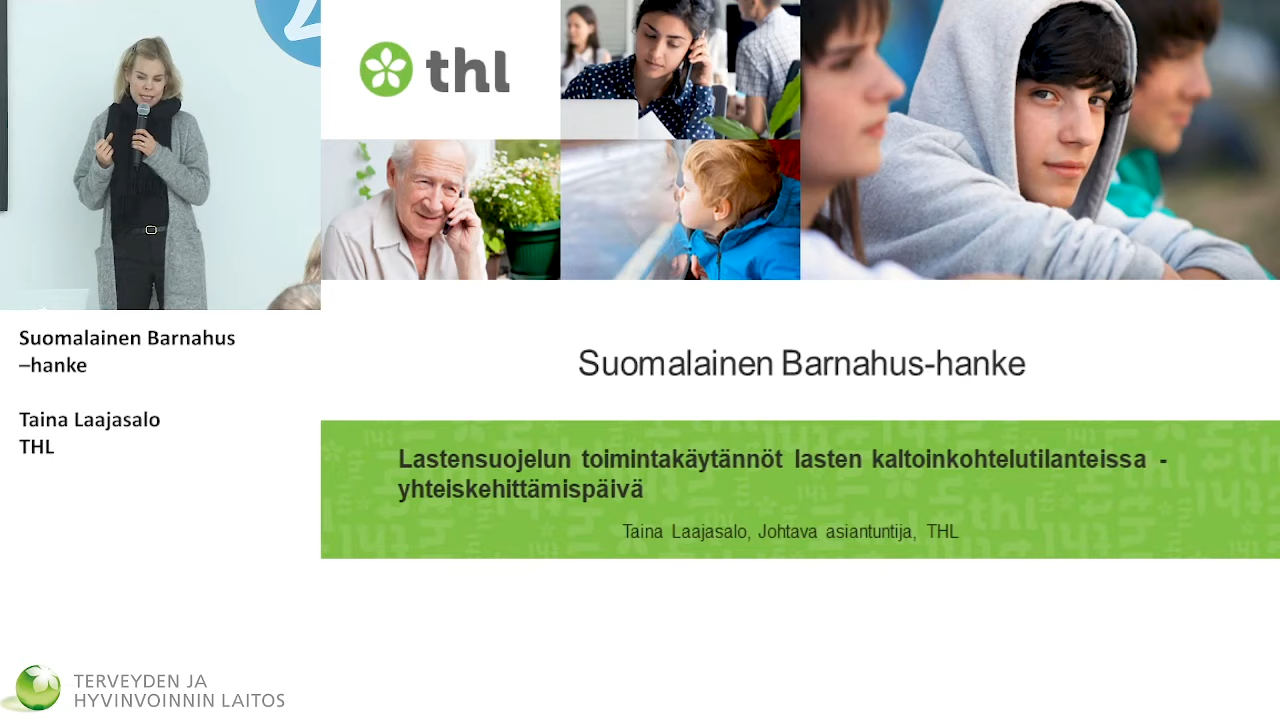 thl
Suomalainen Barnahus
–hanke
Taina Laajasalo
THL
Suomalainen Barnahus-hanke
Lastensuojelun toimintakäytännöt lasten kaltoinkohtelutilanteissa -
yhteiskehittämispäivä
Taina Laajasalo, Johtava asiantuntija, THL
TERVEYDEN JA
HYVINVOINNIN LAITOS